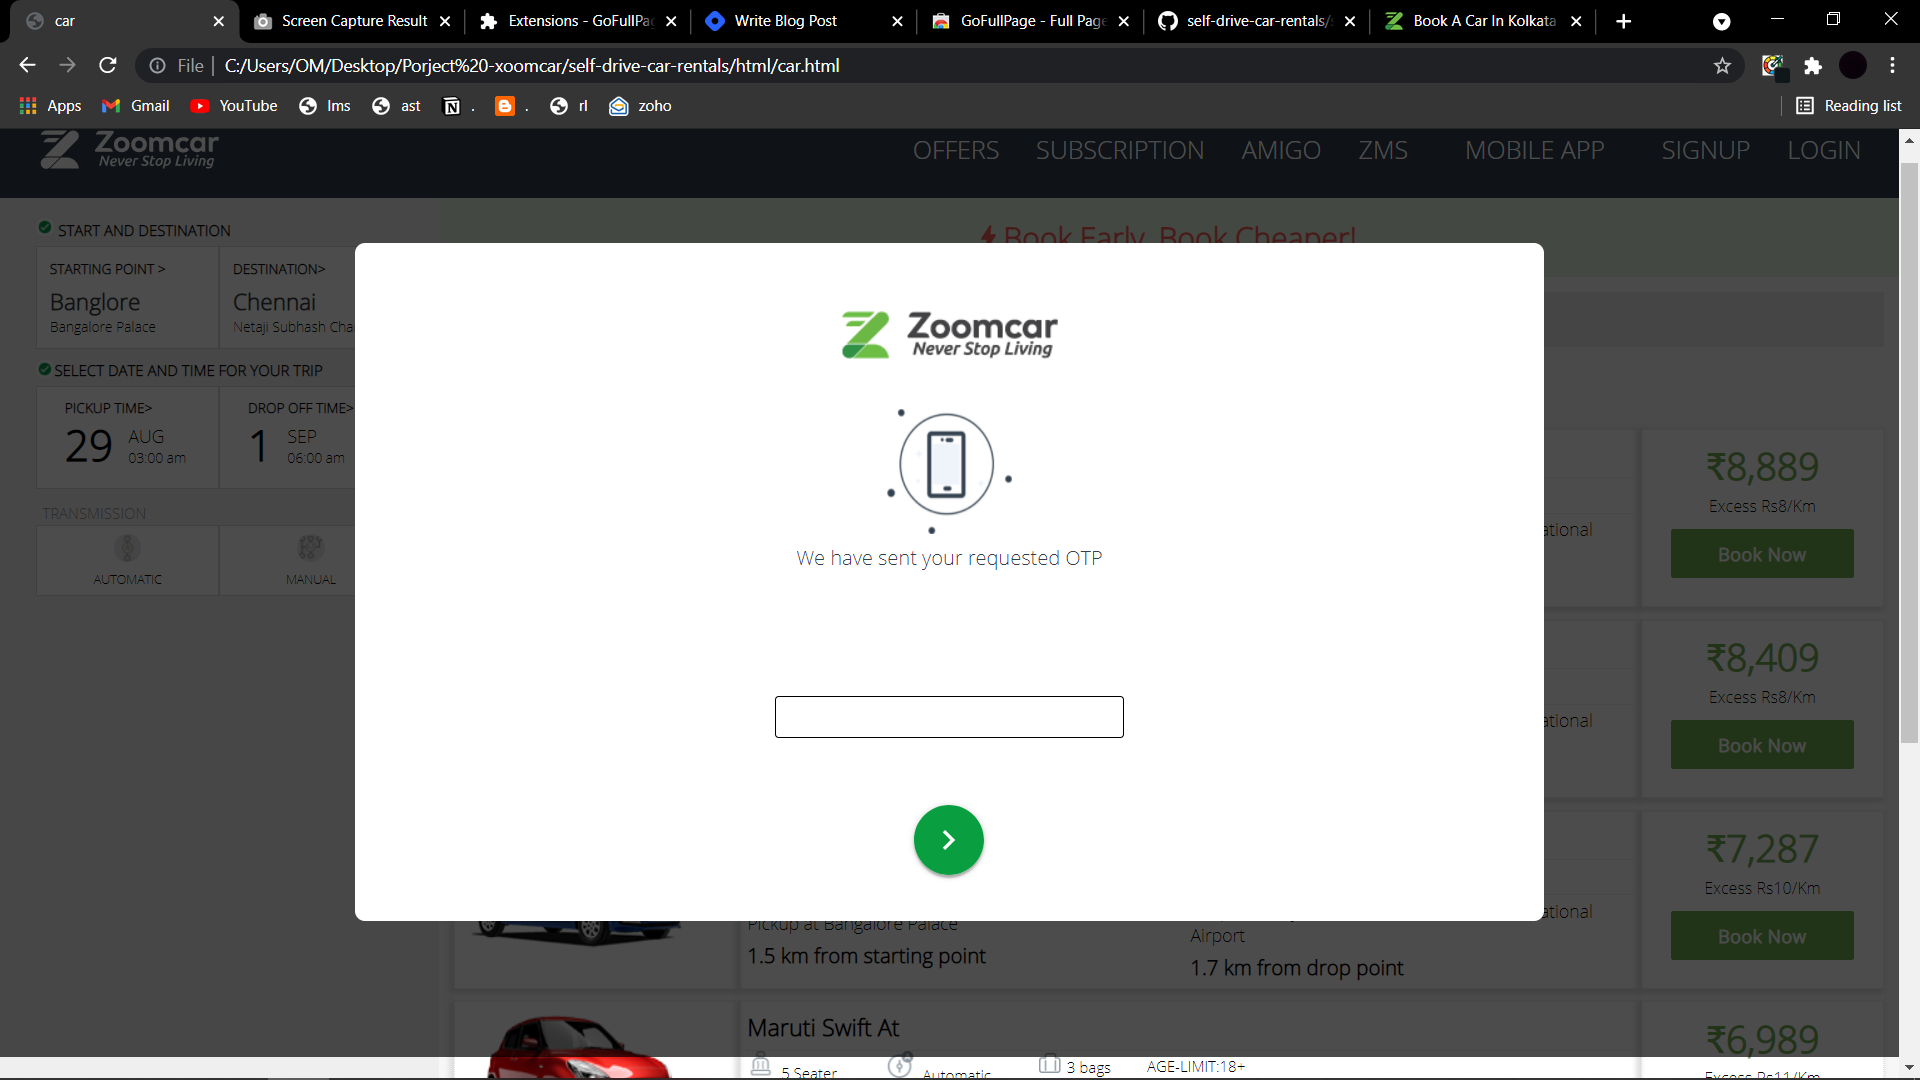 car
Screen Capture Result
Extensions - GoFullPag
Write Blog Post
GoFullPage - Full Page
self-drive-car-rentals/
Book A Car In Kolkata
File
C:/Users/OM/Desktop/Porject%20-xoomcar/self-drive-car-rentals/html/car.html
Apps
Gmail
YouTube
lms
ast
.
.
rl
zoho
Reading list
Zoomcar
Never Stop Living
OFFERS
SUBSCRIPTION
AMIGO
ZMS
MOBILE APP
SIGNUP
LOGIN
START AND DESTINATION
Book Early, Book Cheaper!
STARTING POINT >
DESTINATION>
Banglore
Chennai
Bangalore Palace
Netaji Subhash Cha
SELECT DATE AND TIME FOR YOUR TRIP
PICKUP TIME>
DROP OFF TIME>
29
AUG
03:00 am
1
SEP
06:00 am
TRANSMISSION
AUTOMATIC
MANUAL
Zoomcar
Never Stop Living
We have sent your requested OTP
₹8,889
Excess Rs8/Km
ational
Book Now
₹8,409
Excess Rs8/Km
ational
Book Now
₹7,287
Excess Rs10/Km
ational
Book Now
Pickup at Bangalore Palace
Airport
1.5 km from starting point
1.7 km from drop point
Maruti Swift At
₹6,989
5 Seater
Automatic
3 bags
AGE-LIMIT:18+
Excess Rs11/Km